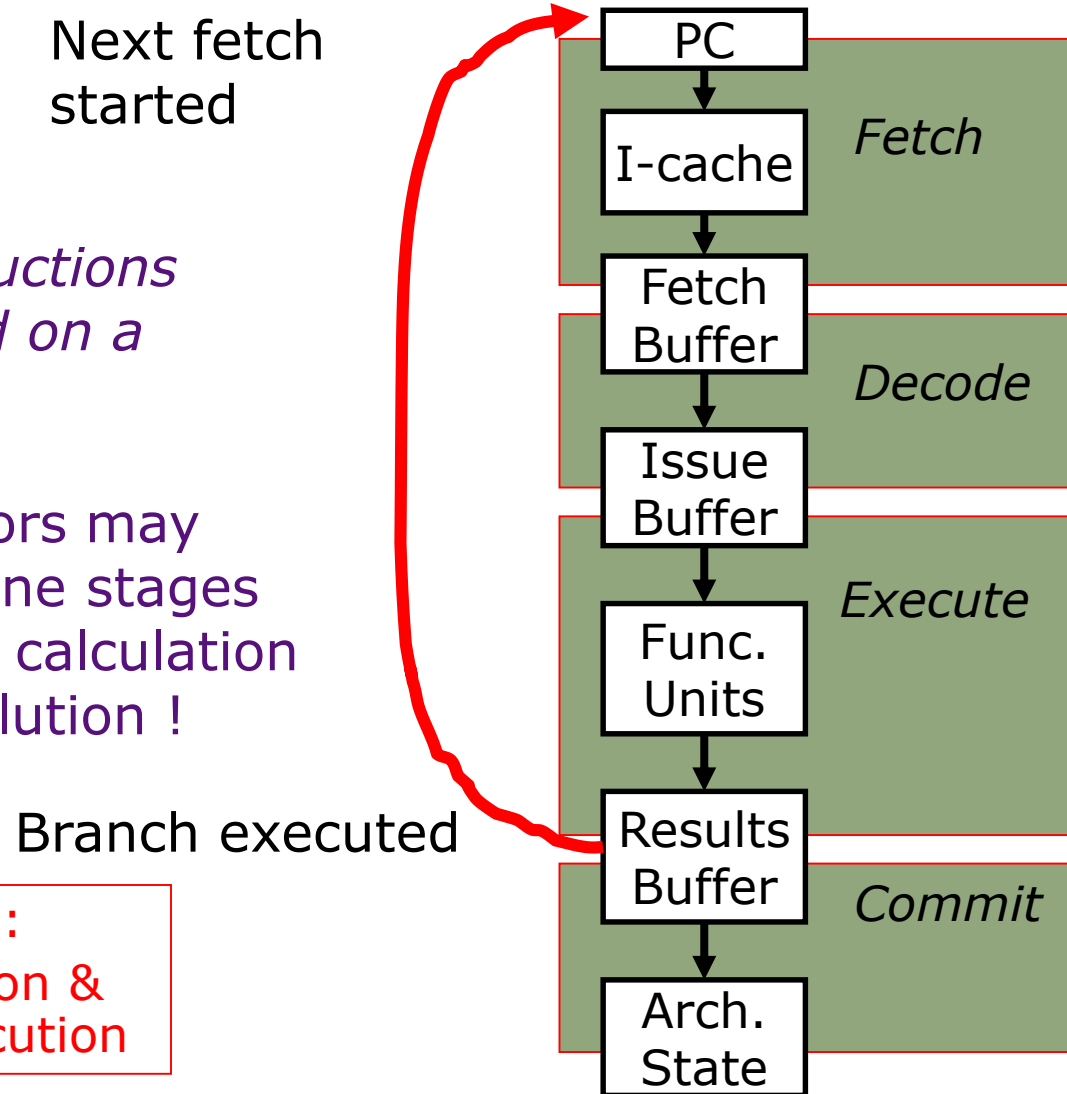 Next fetch
started
uctions
d on a
ors may
ne stages
calculation
lution !
Branch executed
:
on &
cution
PC
I-cache
Fetch
Buffer
Issue
Buffer
Func.
Units
Results
Buffer
Arch.
State
Fetch
Decode
Execute
Commit